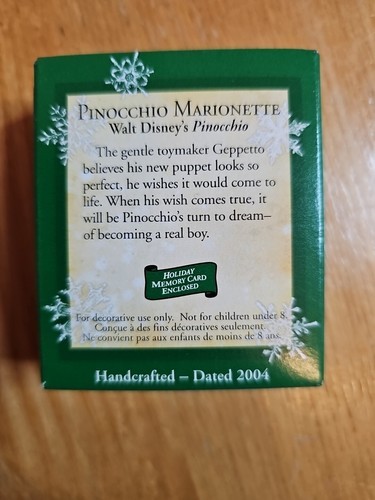 PINOCCHIO MARIONETTE
Walt Disney's Pinocchio
The gentle toymaker Geppetto
believes his new puppet looks so
perfect, he wishes it would come to
life. When his wish comes true, it
will be Pinocchio's turn to dream–
of becoming a real boy.
HOLIDAY
MEMORY CARD
ENCLOSED
For decorative use only. Not for children under 8.
Conçue à des fins décoratives seulement.
Ne convient pas aux enfants de moins de 8 ans.
Handcrafted – Dated 2004